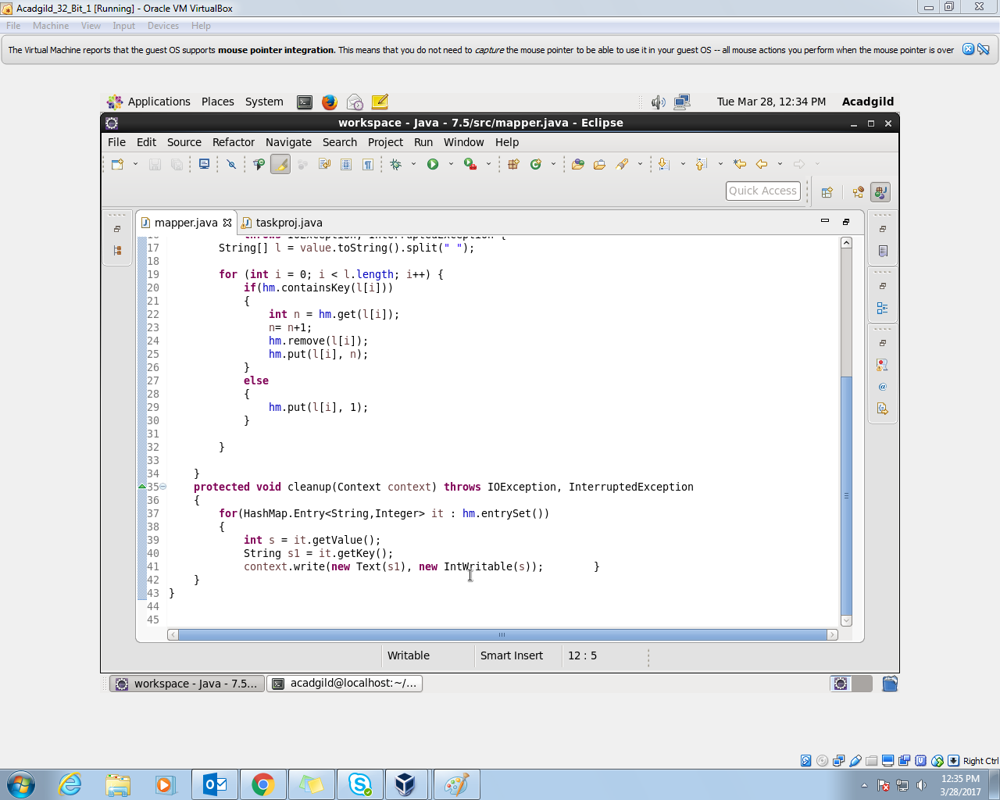 Acadgild_32_Bit_1 [Running] - Oracle VM VirtualBox
File Machine View Input Devices Help
The Virtual Machine reports that the guest OS supports mouse pointer integration. This means that you do not need to capture the mouse pointer to be able to use it in your guest OS -- all mouse actions you perform when the mouse pointer is over
Applications Places System Tue Mar 28, 12:34 PM Acadgild
workspace - Java - 7.5/src/mapper.java - Eclipse
File Edit Source Refactor Navigate Search Project Run Window Help
Quick Access
mapper.java taskproj.java
16 throws IOException, InterruptedException {
17 String[] l = value.toString().split(" ");
18
19 for (int i = 0; i < l.length; i++) {
20 if(hm.containsKey(l[i]))
21 {
22 int n = hm.get(l[i]);
23 n= n+1;
24 hm.remove(l[i]);
25 hm.put(l[i], n);
26 }
27 else
28 {
29 hm.put(l[i], 1);
30 }
31
32 }
33
34 }
35 protected void cleanup(Context context) throws IOException, InterruptedException
36 {
37 for(HashMap.Entry<String,Integer> it : hm.entrySet())
38 {
39 int s = it.getValue();
40 String s1 = it.getKey();
41 context.write(new Text(s1), new IntWritable(s)); }
42 }
43 }
44
45
Writable Smart Insert 12 : 5
workspace - Java - 7.5... acadgild@localhost:~/...
Right Ctrl
12:35 PM
3/28/2017